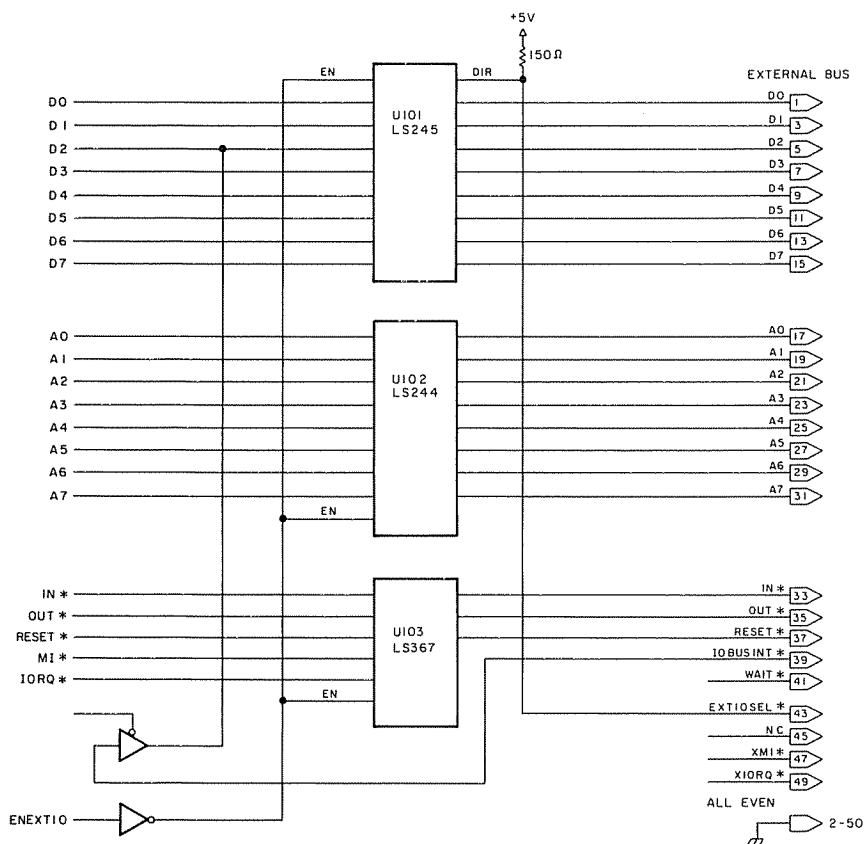 +5V
150Ω
EN
DIR
EXTERNAL BUS
U101
LS245
D0 D0 1
D1 D1 3
D2 D2 5
D3 D3 7
D4 D4 9
D5 D5 11
D6 D6 13
D7 D7 15
U102
LS244
A0 A0 17
A1 A1 19
A2 A2 21
A3 A3 23
A4 A4 25
A5 A5 27
A6 A6 29
A7 A7 31
EN
U103
LS367
IN* IN* 33
OUT* OUT* 35
RESET* RESET* 37
M1* IOBUSINT* 39
IORQ* WAIT* 41
EN
EXTIOSEL* 43
NC 45
XM1* 47
XIORQ* 49
ALL EVEN
ENEXTIO 2-50